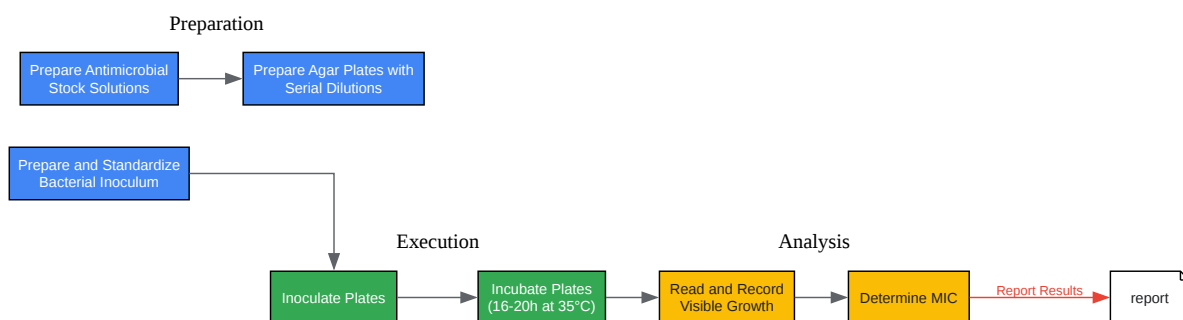 Preparation
Prepare Antimicrobial
Stock Solutions
Prepare Agar Plates with
Serial Dilutions
Prepare and Standardize
Bacterial Inoculum
Execution
Analysis
Inoculate Plates
Incubate Plates
(16-20h at 35°C)
Read and Record
Visible Growth
Determine MIC
Report Results
report